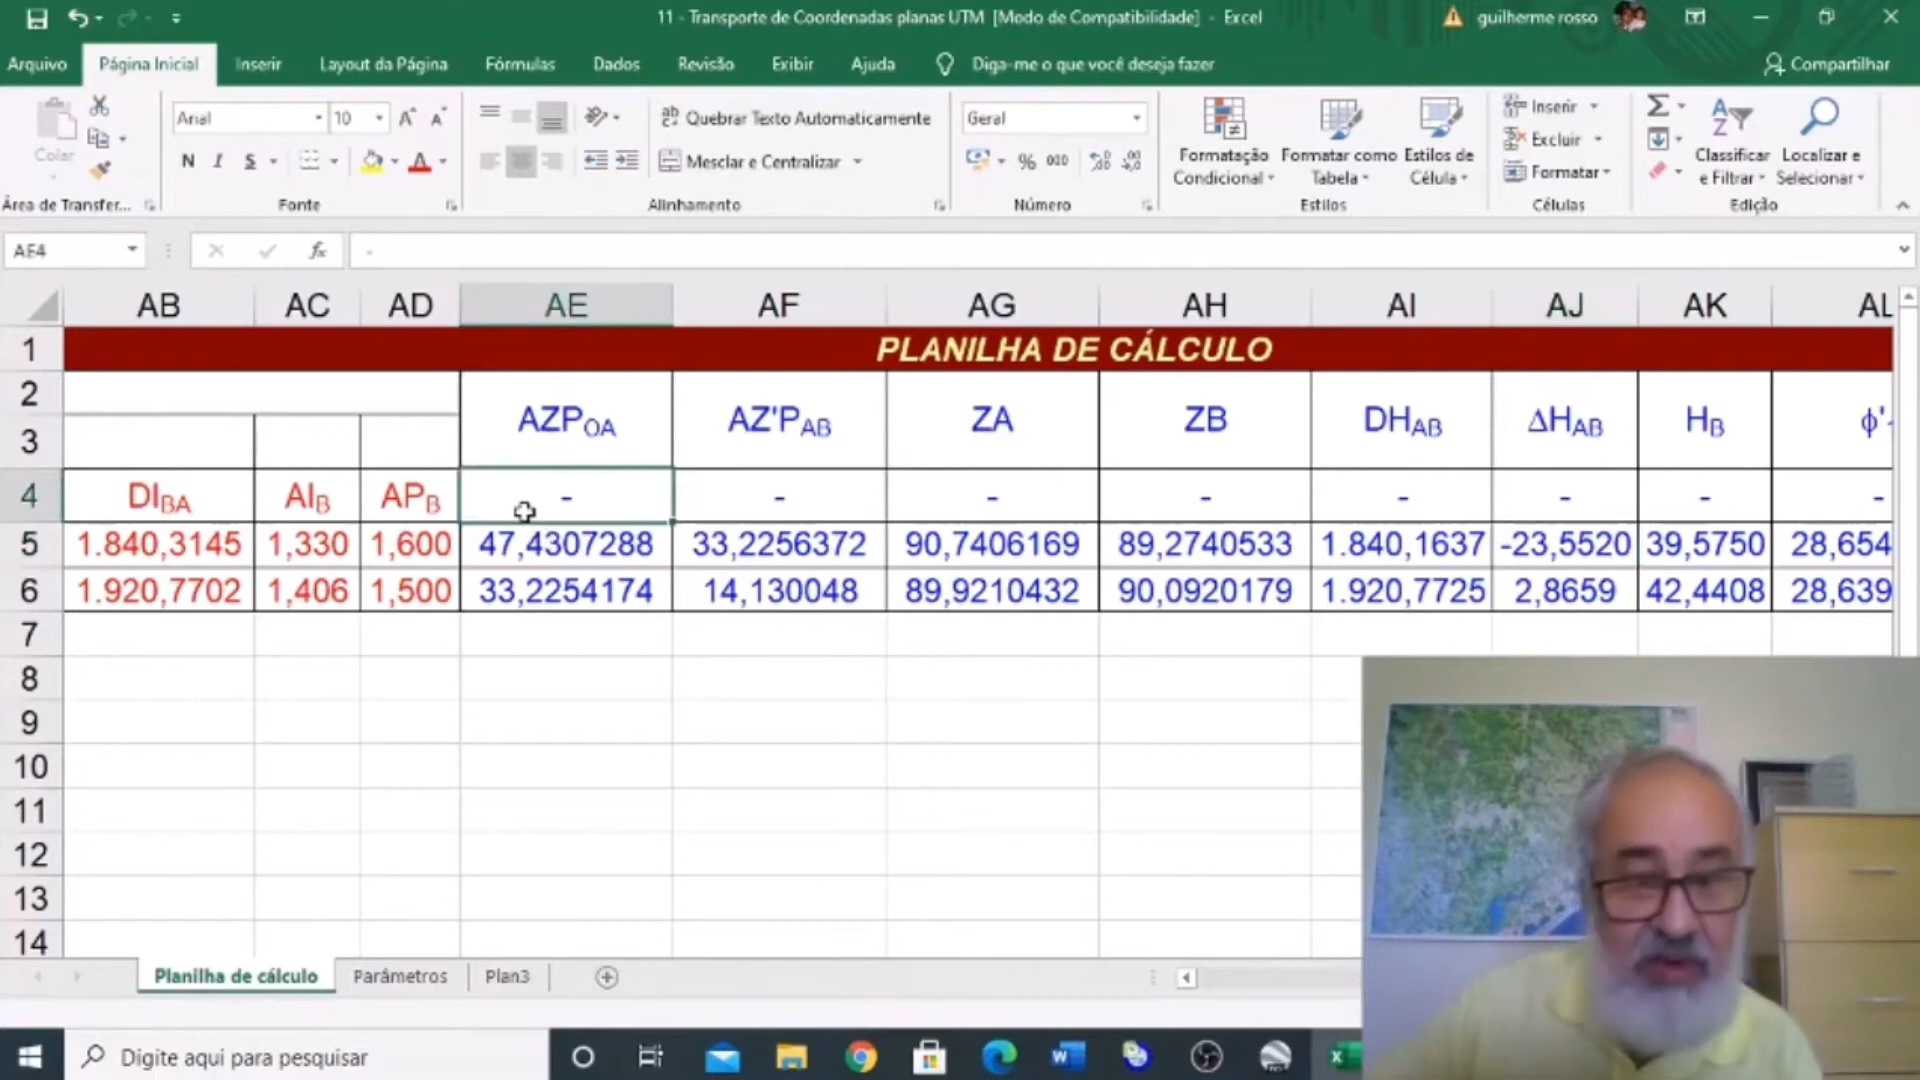 11 - Transporte de Coordenadas planas UTM [Modo de Compatibilidade] - Excel
guilherme rosso
Arquivo Página Inicial Inserir Layout da Página Fórmulas Dados Revisão Exibir Ajuda Diga-me o que você deseja fazer Compartilhar
Colar
Área de Transfer...
Arial 10
N I S
Fonte
Quebrar Texto Automaticamente
Mesclar e Centralizar
Alinhamento
Geral
% 000
Número
Formatação Condicional
Formatar como Tabela
Estilos de Célula
Estilos
Inserir
Excluir
Formatar
Células
Classificar e Filtrar
Localizar e Selecionar
Edição
AE4 fx -
AB AC AD AE AF AG AH AI AJ AK AL
1 PLANILHA DE CÁLCULO
2
3 AZPOA AZ'PAB ZA ZB DHAB ΔHAB HB ϕ'
4 DIBA AIB APB - - - - - - - -
5 1.840,3145 1,330 1,600 47,4307288 33,2256372 90,7406169 89,2740533 1.840,1637 -23,5520 39,5750 28,654
6 1.920,7702 1,406 1,500 33,2254174 14,130048 89,9210432 90,0920179 1.920,7725 2,8659 42,4408 28,639
7
8
9
10
11
12
13
14
Planilha de cálculo Parâmetros Plan3
Digite aqui para pesquisar